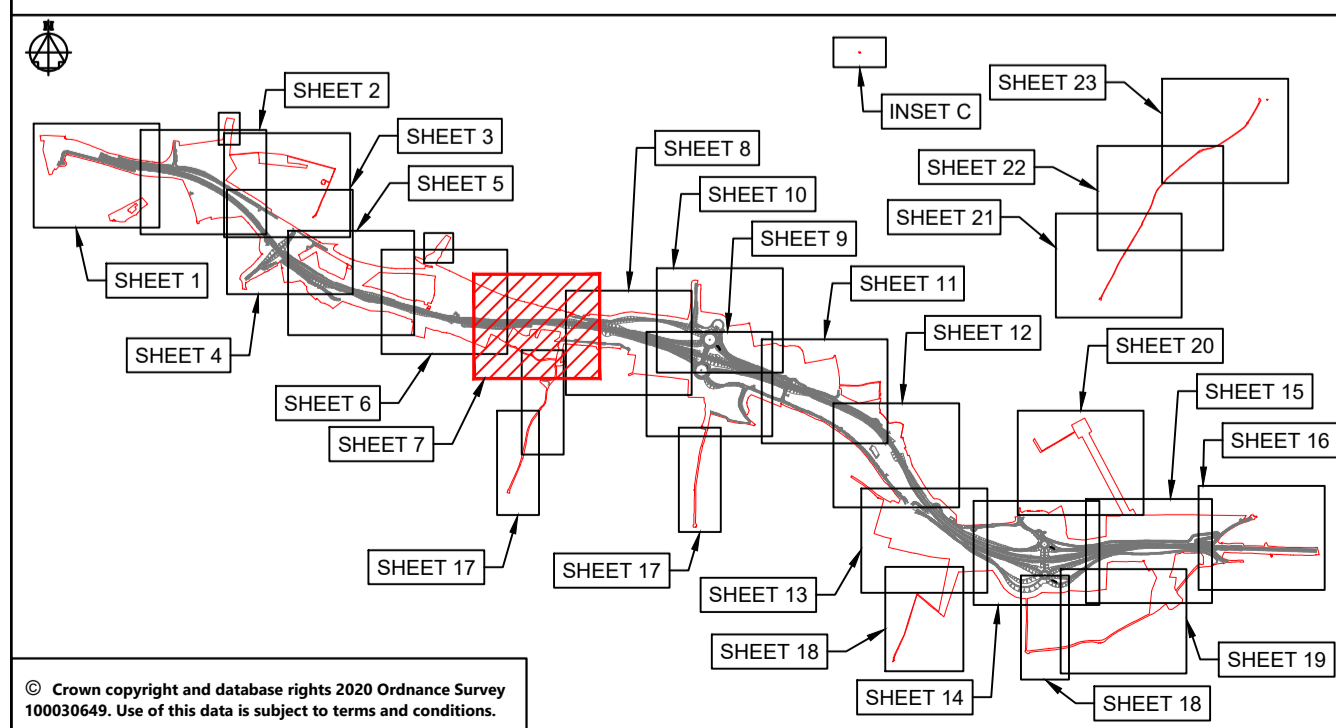 N
SHEET 2
SHEET 3
SHEET 5
SHEET 1
SHEET 4
SHEET 6
SHEET 7
SHEET 17
SHEET 8
SHEET 10
SHEET 9
SHEET 11
SHEET 12
INSET C
SHEET 23
SHEET 22
SHEET 21
SHEET 20
SHEET 15
SHEET 16
SHEET 17
SHEET 13
SHEET 18
SHEET 14
SHEET 19
SHEET 18
© Crown copyright and database rights 2020 Ordnance Survey
100030649. Use of this data is subject to terms and conditions.